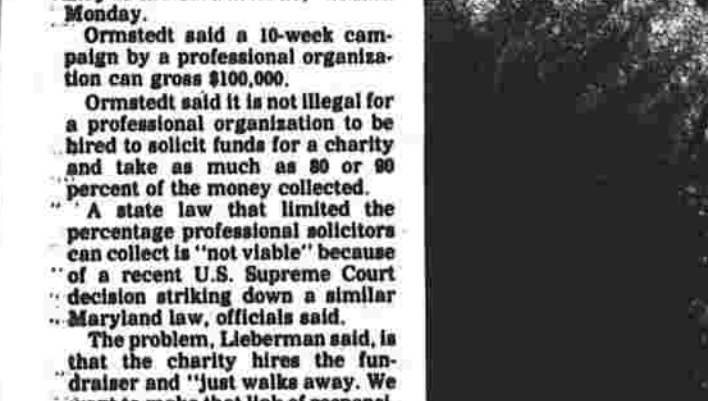 Monday.
Ormstedt said a 10-week cam-
paign by a professional organiza-
tion can gross $100,000.
Ormstedt said it is not illegal for
a professional organization to be
hired to solicit funds for a charity
and take as much as 80 or 90
percent of the money collected.
A state law that limited the
percentage professional solicitors
can collect is "not viable" because
of a recent U.S. Supreme Court
decision striking down a similar
Maryland law, officials said.
The problem, Lieberman said, is
that the charity hires the fun-
draiser and "just walks away. We